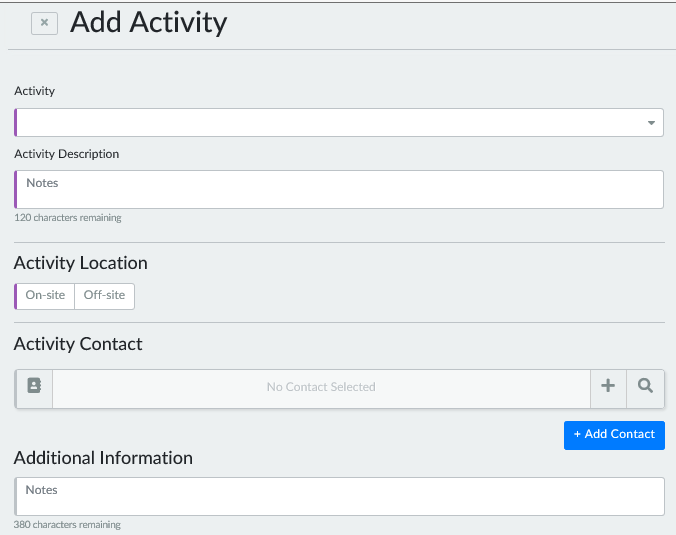 × Add Activity
Activity
Activity Description
Notes
120 characters remaining
Activity Location
On-site Off-site
Activity Contact
No Contact Selected
+ Add Contact
Additional Information
Notes
380 characters remaining